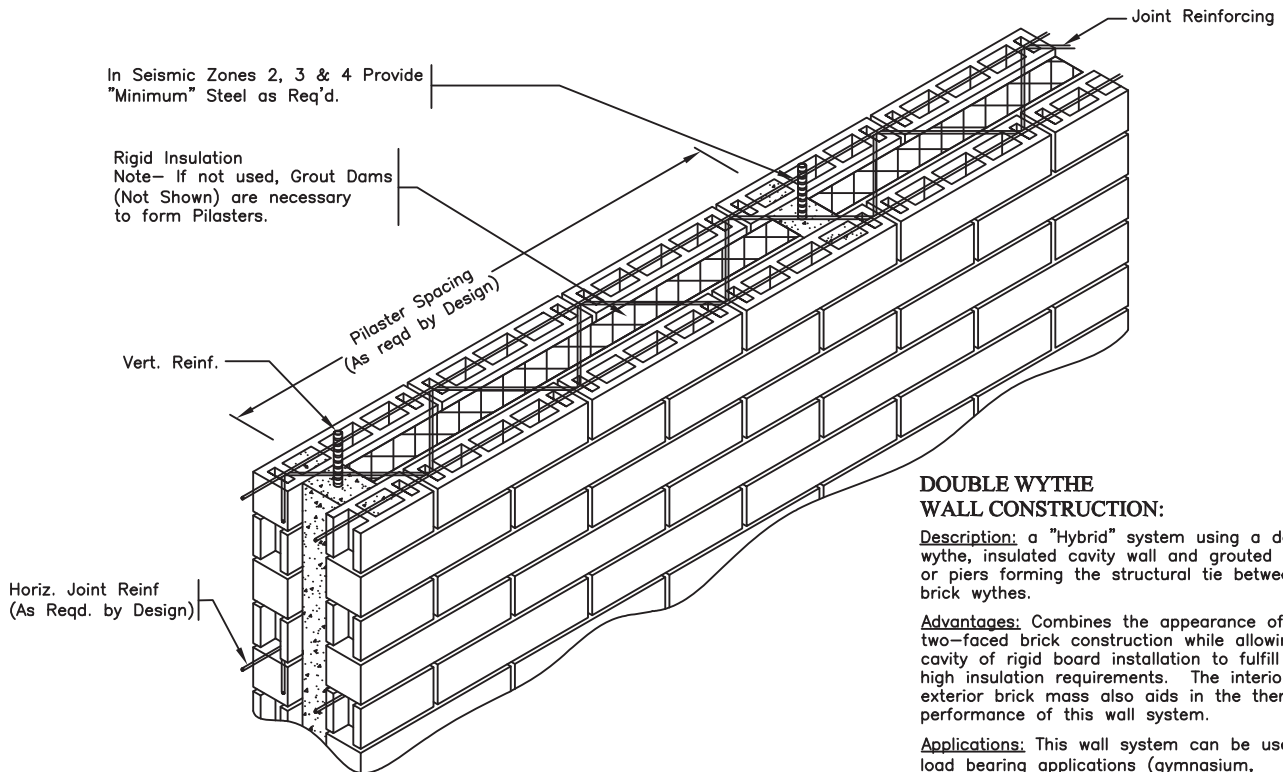 Joint Reinforcing
In Seismic Zones 2, 3 & 4 Provide
"Minimum" Steel as Req'd.
Rigid Insulation
Note– If not used, Grout Dams
(Not Shown) are necessary
to form Pilasters.
Pilaster Spacing
(As reqd by Design)
Vert. Reinf.
Horiz. Joint Reinf
(As Reqd. by Design)
DOUBLE WYTHE
WALL CONSTRUCTION:
Description: a "Hybrid" system using a
wythe, insulated cavity wall and grouted
or piers forming the structural tie
brick wythes.
Advantages: Combines the appearance of
two–faced brick construction while
cavity of rigid board installation to fulfill
high insulation requirements. The
exterior brick mass also aids in the
performance of this wall system.
Applications: This wall system can be
load bearing applications (gymnasium,